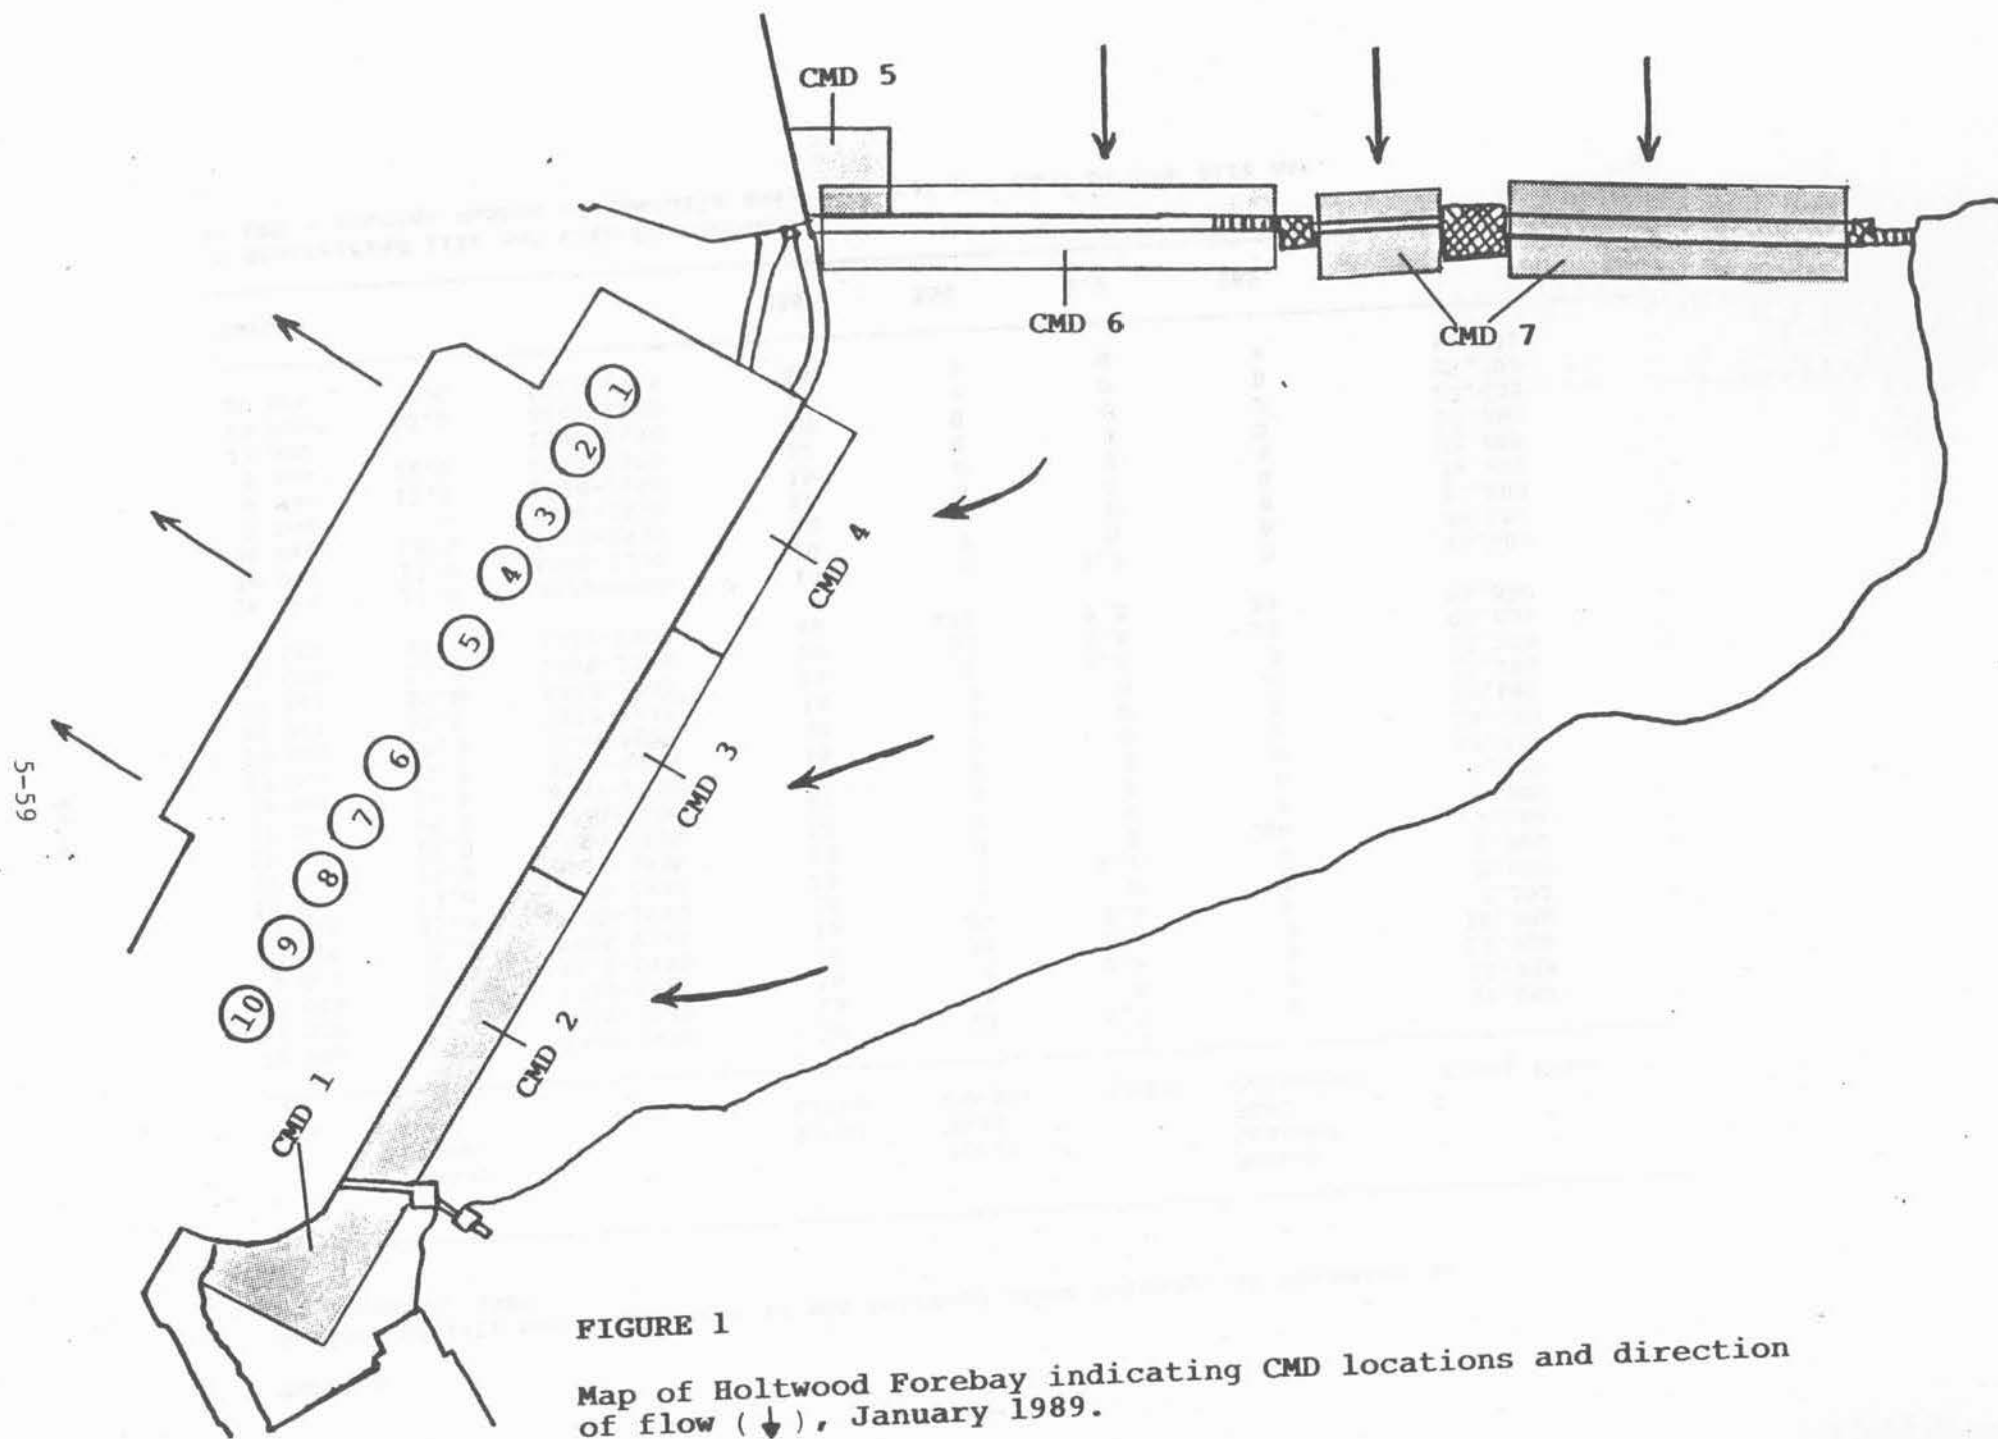 CMD 5
CMD 6
CMD 7
1
2
3
4
5
6
7
8
9
10
CMD 4
CMD 3
CMD 2
CMD 1
5-59
FIGURE 1
Map of Holtwood Forebay indicating CMD locations and direction
of flow (↓), January 1989.